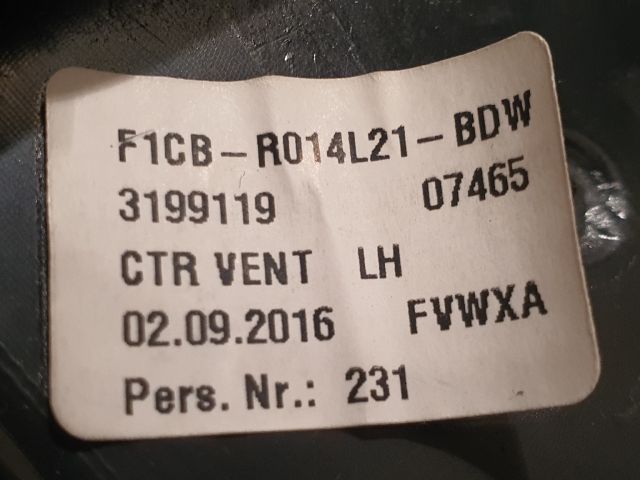 F1CB-R014L21-BDW
3199119 07465
CTR VENT LH
02.09.2016 FVWXA
Pers. Nr.: 231